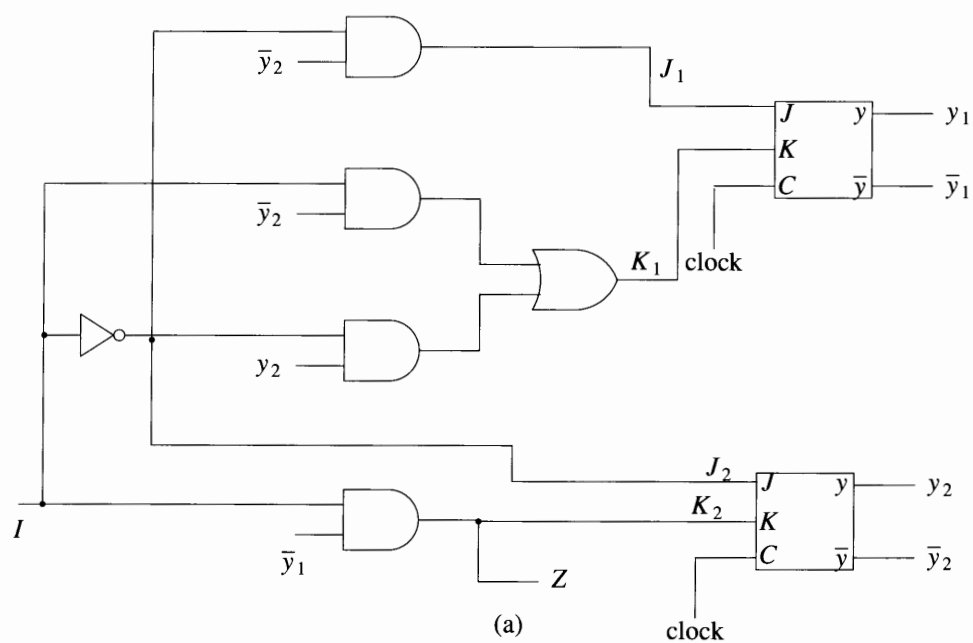 ȳ₂
J₁
J y y₁
K
C ȳ ȳ₁
ȳ₂
K₁
clock
y₂
J₂
J y y₂
K₂
K
I
C ȳ ȳ₂
ȳ₁
Z
(a)
clock